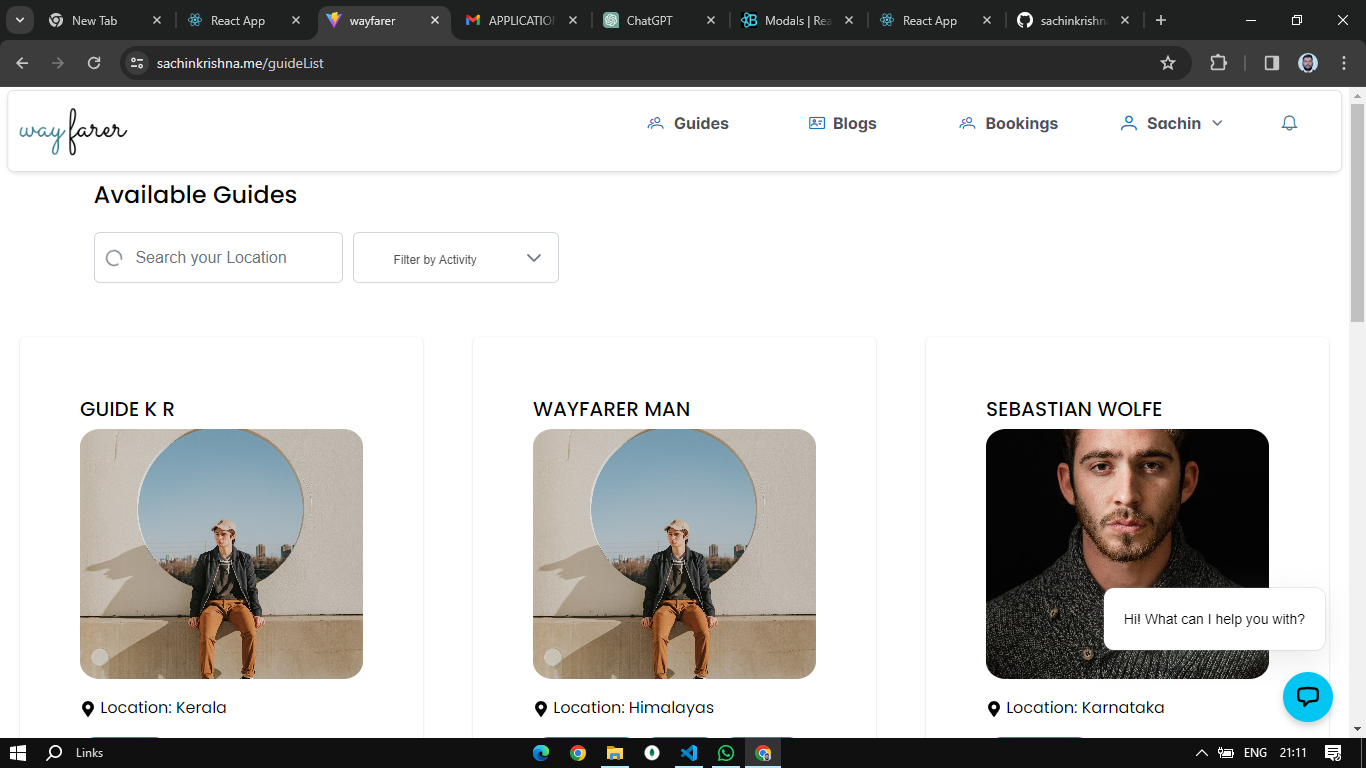 New Tab
React App
wayfarer
APPLICATION
ChatGPT
Modals | Rea
React App
sachinkrishna
sachinkrishna.me/guideList
wayfarer
Guides
Blogs
Bookings
Sachin
Available Guides
Search your Location
Filter by Activity
GUIDE K R
WAYFARER MAN
SEBASTIAN WOLFE
Hi! What can I help you with?
Location: Kerala
Location: Himalayas
Location: Karnataka
Links
ENG
21:11